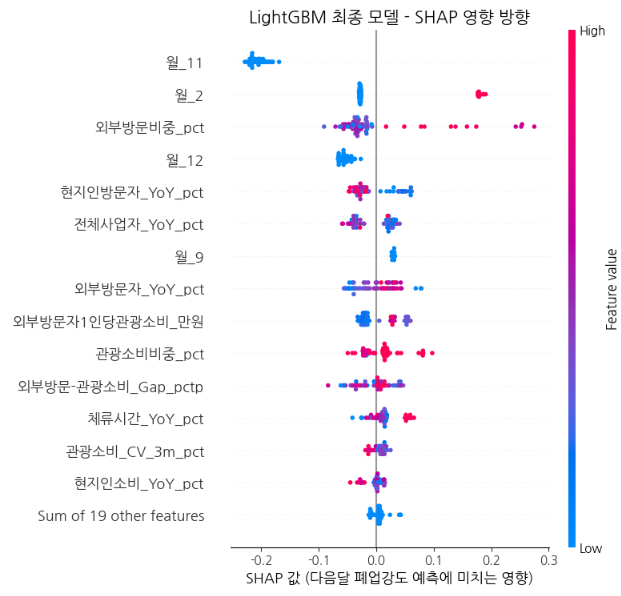 LightGBM 최종 모델 - SHAP 영향 방향
High
월_11
월_2
외부방문비중_pct
월_12
현지인방문자_YoY_pct
전체사업자_YoY_pct
월_9
외부방문자_YoY_pct
외부방문자1인당관광소비_만원
관광소비비중_pct
외부방문-관광소비_Gap_pctp
체류시간_YoY_pct
관광소비_CV_3m_pct
현지인소비_YoY_pct
Sum of 19 other features
Feature value
Low
-0.2 -0.1 0.0 0.1 0.2 0.3
SHAP 값 (다음달 폐업강도 예측에 미치는 영향)